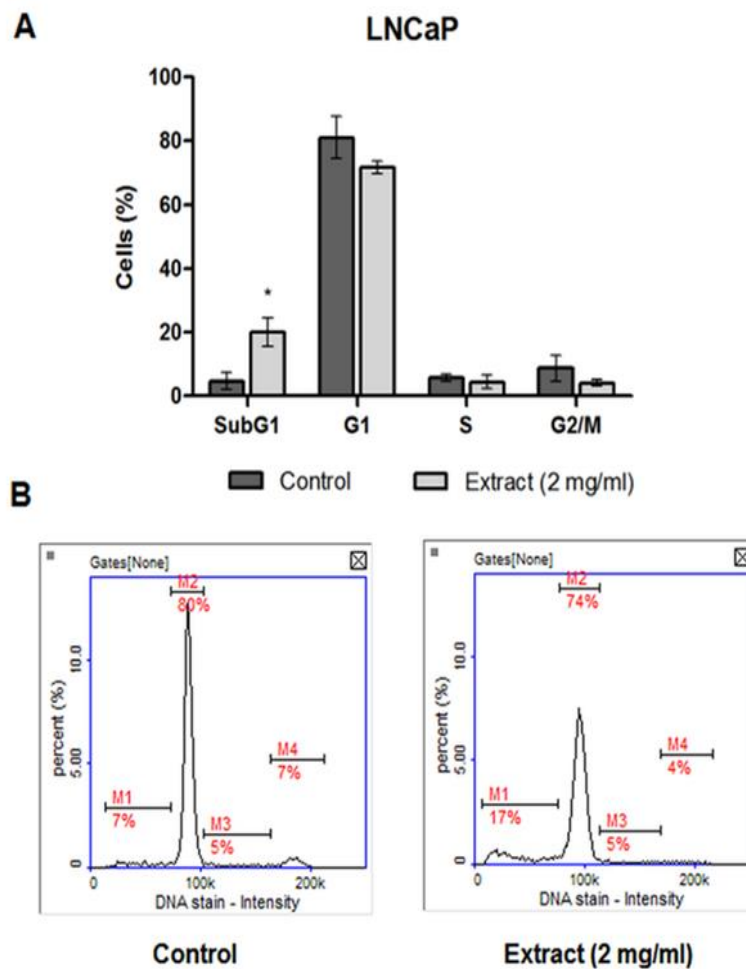 A
LNCaP
Cells (%)
100
80
60
40
20
0
SubG1 G1 S G2/M
*
Control Extract (2 mg/ml)
B
Gates[None]
M2
80%
M4
7%
M1
7%
M3
5%
percent (%)
10.0
5.00
0
0 100k 200k
DNA stain - Intensity
Control
Gates[None]
M2
74%
M4
4%
M1
17%
M3
5%
percent (%)
10.0
5.00
0
0 100k 200k
DNA stain - Intensity
Extract (2 mg/ml)